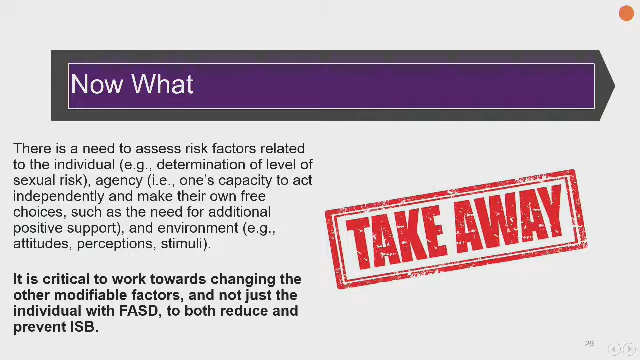 Now What
There is a need to assess risk factors related
to the individual (e.g., determination of level of
sexual risk), agency (i.e., one's capacity to act
independently and make their own free
choices, such as the need for additional
positive support), and environment (e.g.,
attitudes, perceptions, stimuli).
It is critical to work towards changing the
other modifiable factors, and not just the
individual with FASD, to both reduce and
prevent ISB.
TAKE AWAY
29